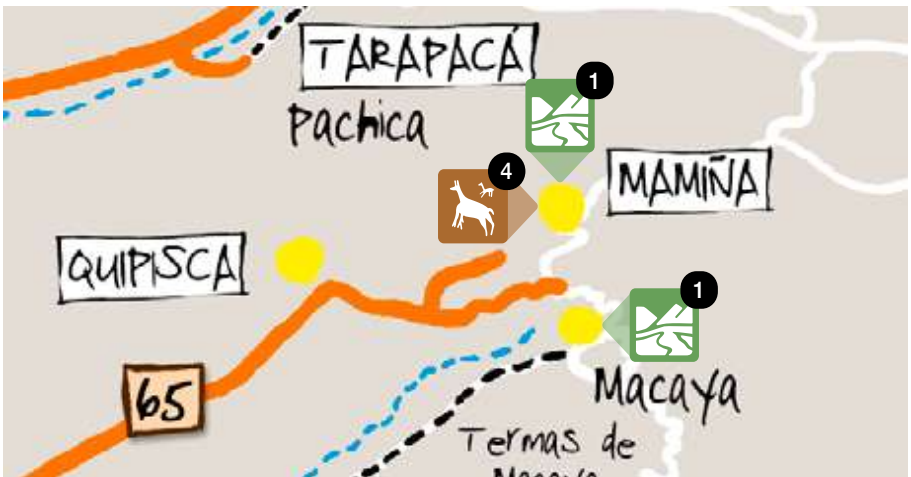 TARAPACÁ
Pachica
1
4
MAMIÑA
QUIPISCA
1
65
Macaya
Termas de